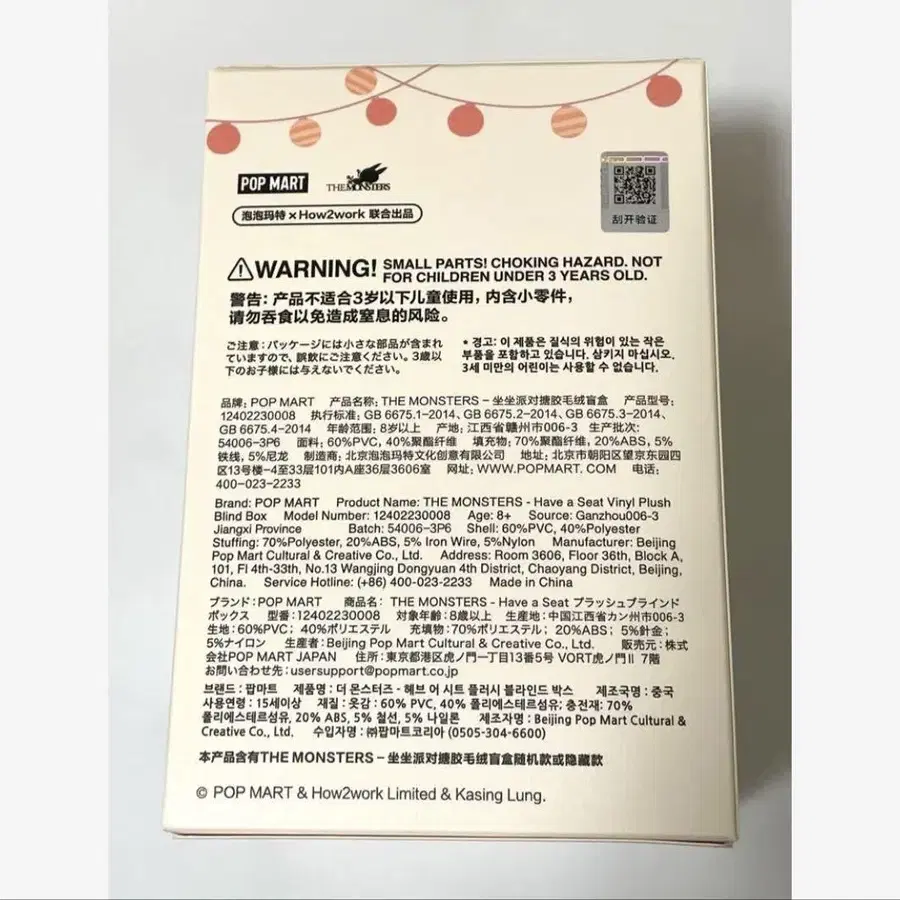 POP MART THE MONSTERS
泡泡玛特×How2work 联合出品
刮开验证
WARNING! SMALL PARTS! CHOKING HAZARD. NOT
FOR CHILDREN UNDER 3 YEARS OLD.
警告：产品不适合3岁以下儿童使用，内含小零件，
请勿吞食以免造成窒息的风险。
ご注意：パッケージには小さな部品が含まれ
ていますので、誤飲にご注意ください。3歳以
下のお子様には与えないでください。
• 경고: 이 제품은 질식의 위험이 있는 작은
부품을 포함하고 있습니다. 삼키지 마십시오.
3세 미만의 어린이는 사용할 수 없습니다.
品牌：POP MART 产品名称：THE MONSTERS – 坐坐派对搪胶毛绒盲盒 产品型号：
12402230008 执行标准：GB 6675.1-2014、GB 6675.2-2014、GB 6675.3-2014、
GB 6675.4-2014 年龄范围：8岁以上 产地：江西省赣州市006-3 生产批次：
54006-3P6 面料：60%PVC，40%聚酯纤维 填充物：70%聚酯纤维，20%ABS，5%
铁线，5%尼龙 制造商：北京泡泡玛特文化创意有限公司 地址：北京市朝阳区望京东园四
区13号楼-4至33层101内A座36层3606室 网址：WWW.POPMART.COM 电话：
400-023-2233
Brand: POP MART Product Name: THE MONSTERS - Have a Seat Vinyl Plush
Blind Box Model Number: 12402230008 Age: 8+ Source: Ganzhou006-3
Jiangxi Province Batch: 54006-3P6 Shell: 60%PVC, 40%Polyester
Stuffing: 70%Polyester, 20%ABS, 5% Iron Wire, 5%Nylon Manufacturer: Beijing
Pop Mart Cultural & Creative Co., Ltd. Address: Room 3606, Floor 36th, Block A,
101, Fl 4th-33th, No.13 Wangjing Dongyuan 4th District, Chaoyang District, Beijing,
China. Service Hotline: (+86) 400-023-2233 Made in China
ブランド：POP MART 商品名： THE MONSTERS - Have a Seat プラッシュブラインド
ボックス 型番：12402230008 対象年齢：8歳以上 生産地：中国江西省カン州市006-3
生地：60%PVC； 40%ポリエステル 充填物：70%ポリエステル； 20%ABS； 5%針金；
5%ナイロン 生産者：Beijing Pop Mart Cultural & Creative Co., Ltd. 販売元：株式
会社POP MART JAPAN 住所：東京都港区虎ノ門一丁目13番5号 VORT虎ノ門Ⅱ 7階
お問い合わせ先：usersupport@popmart.co.jp
브랜드 : 팝마트 제품명 : 더 몬스터즈 - 헤브 어 시트 플러시 블라인드 박스 제조국명 : 중국
사용연령 : 15세이상 재질 : 옷감 : 60% PVC, 40% 폴리에스테르섬유; 충전재: 70%
폴리에스테르섬유, 20% ABS, 5% 철선, 5% 나일론 제조자명 : Beijing Pop Mart Cultural &
Creative Co., Ltd. 수입자명 : ㈜팝마트코리아 (0505-304-6600)
本产品含有THE MONSTERS – 坐坐派对搪胶毛绒盲盒随机款或隐藏款
© POP MART & How2work Limited & Kasing Lung.